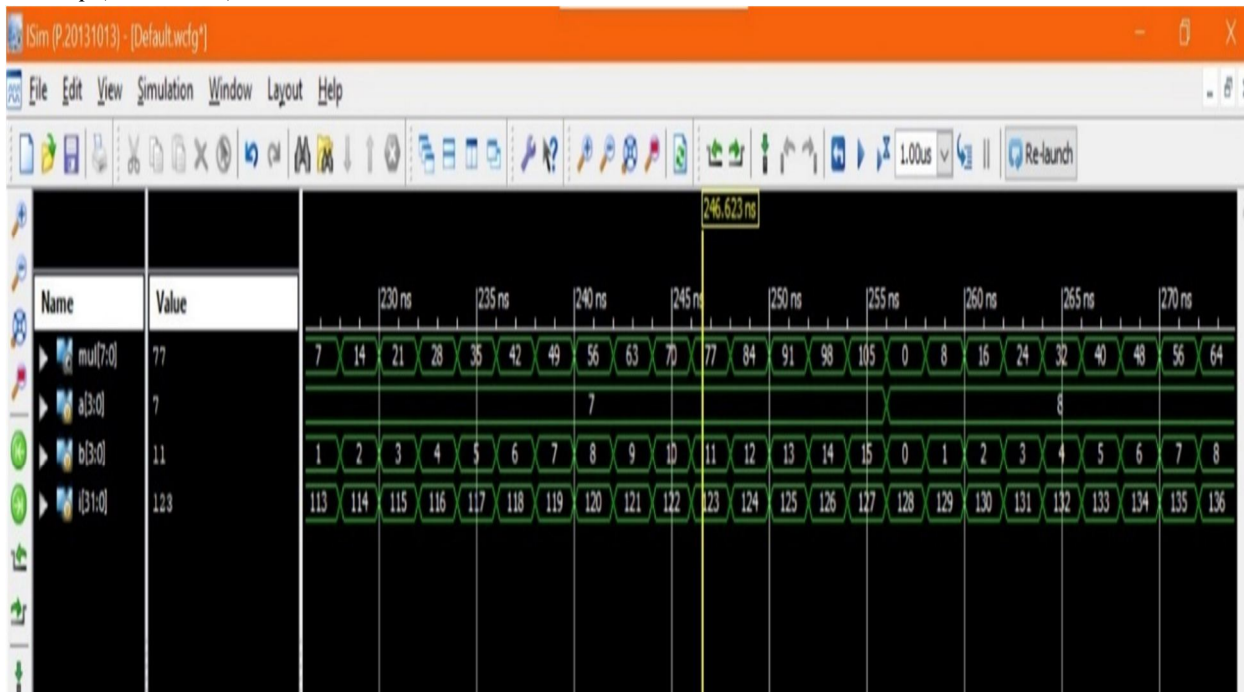 ISim (P.20131013) - [Default.wcfg*]
File Edit View Simulation Window Layout Help
1.00us Re-launch
246.623 ns
Name Value 230 ns 235 ns 240 ns 245 ns 250 ns 255 ns 260 ns 265 ns 270 ns
mul[7:0] 77 7 14 21 28 35 42 49 56 63 70 77 84 91 98 105 0 8 16 24 32 40 48 56 64
a[3:0] 7 7 8
b[3:0] 11 1 2 3 4 5 6 7 8 9 10 11 12 13 14 15 0 1 2 3 4 5 6 7 8
i[31:0] 123 113 114 115 116 117 118 119 120 121 122 123 124 125 126 127 128 129 130 131 132 133 134 135 136